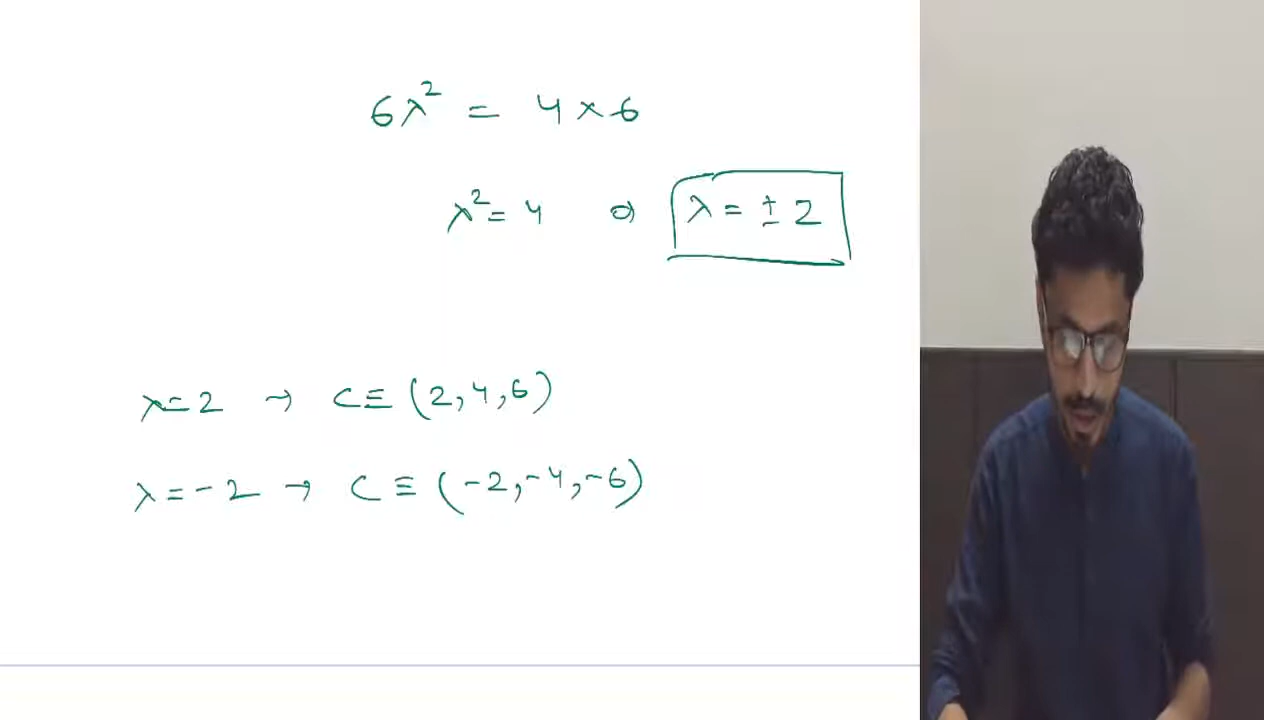 6λ² = 4 × 6
λ² = 4 ⇒ λ = ± 2
λ = 2 → C ≡ (2, 4, 6)
λ = -2 → C ≡ (-2, -4, -6)